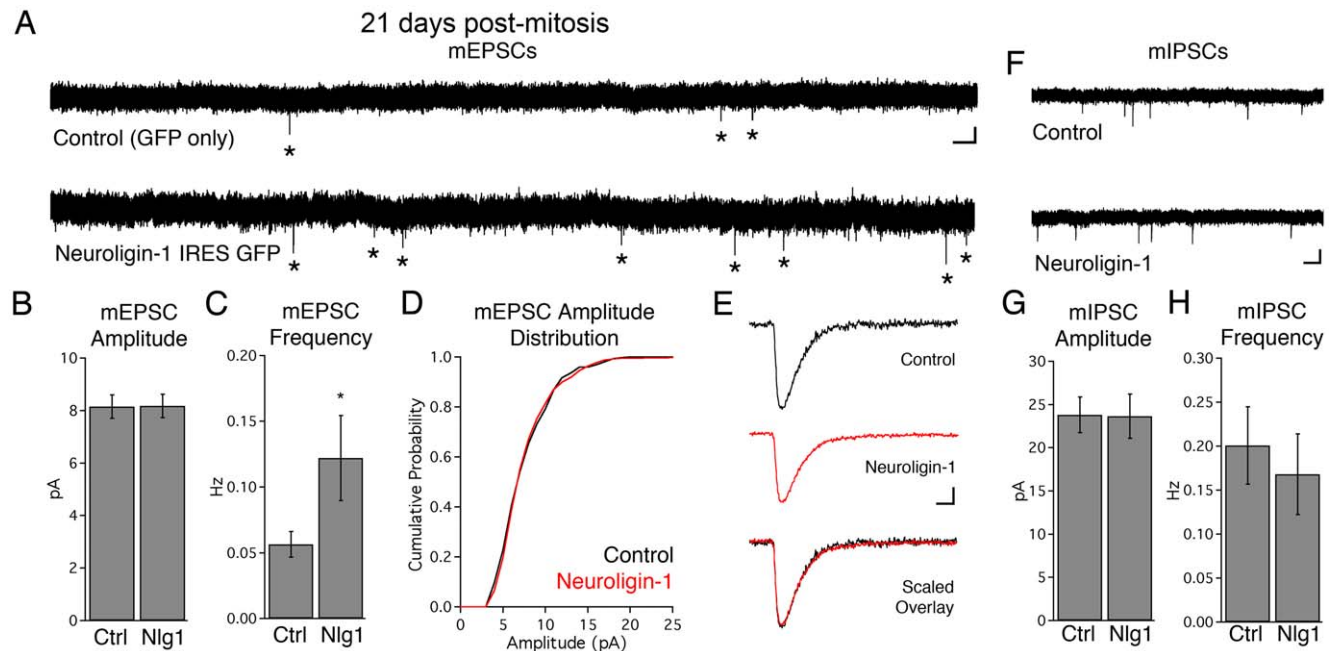 A
21 days post-mitosis
mEPSCs
Control (GFP only)
*
*
*
Neuroligin-1 IRES GFP
*
*
*
*
*
*
*
*
F
mIPSCs
Control
Neuroligin-1
B
mEPSC
Amplitude
10
8
6
4
2
0
pA
Ctrl
Nlg1
C
mEPSC
Frequency
0.20
0.15
0.10
0.05
0.00
Hz
*
Ctrl
Nlg1
D
mEPSC Amplitude
Distribution
1.0
0.8
0.6
0.4
0.2
0.0
Cumulative Probability
Control
Neuroligin-1
0
5
10
15
20
25
Amplitude (pA)
E
Control
Neuroligin-1
Scaled
Overlay
G
mIPSC
Amplitude
30
25
20
15
10
5
0
pA
Ctrl
Nlg1
H
mIPSC
Frequency
0.30
0.25
0.20
0.15
0.10
0.05
0.00
Hz
Ctrl
Nlg1